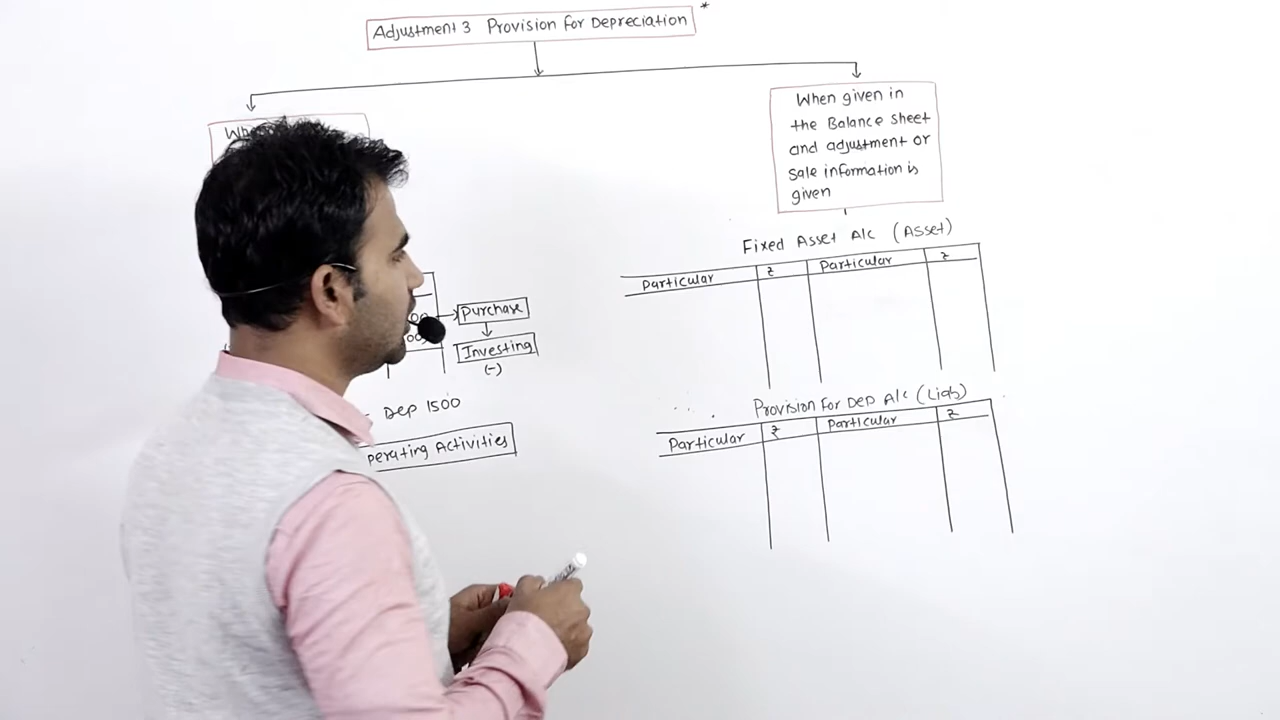 Adjustment 3 Provision for Depreciation *
When given in
the Balance sheet
and adjustment or
sale information is
given
Fixed Asset A/c (Asset)
Particular ₹ Particular ₹
Purchase
Investing
(-)
Dep 1500
perating Activities
Provision for Dep A/c (Liab)
Particular ₹ Particular ₹